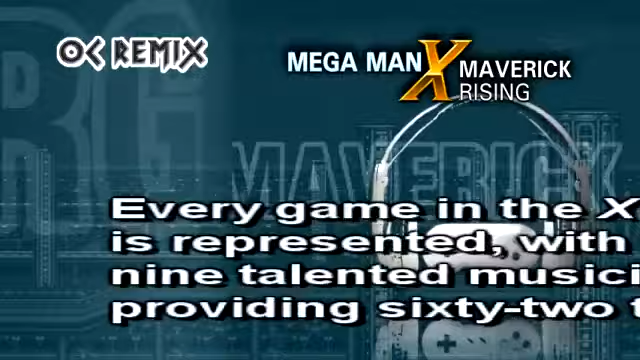 OC REMIX
MEGA MAN X MAVERICK
RISING
MAVERICK
Every game in the X
is represented, with
nine talented musici
providing sixty-two t